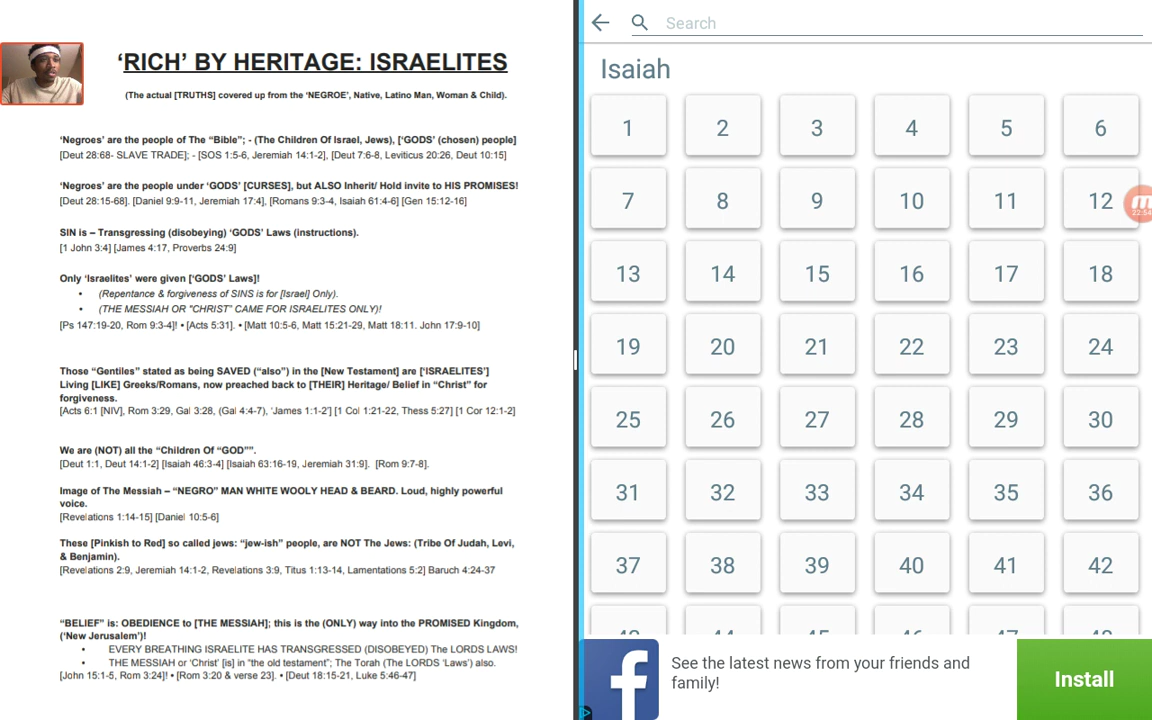 ‘RICH’ BY HERITAGE: ISRAELITES
(The actual [TRUTHS] covered up from the ‘NEGROE’, Native, Latino Man, Woman & Child).
‘Negroes’ are the people of The “Bible”; - (The Children Of Israel, Jews), [‘GODS’ (chosen) people]
[Deut 28:68- SLAVE TRADE]; - [SOS 1:5-6, Jeremiah 14:1-2], [Deut 7:6-8, Leviticus 20:26, Deut 10:15]
‘Negroes’ are the people under ‘GODS’ [CURSES], but ALSO Inherit/ Hold invite to HIS PROMISES!
[Deut 28:15-68]. [Daniel 9:9-11, Jeremiah 17:4], [Romans 9:3-4, Isaiah 61:4-6] [Gen 15:12-16]
SIN is – Transgressing (disobeying) ‘GODS’ Laws (instructions).
[1 John 3:4] [James 4:17, Proverbs 24:9]
Only ‘Israelites’ were given [‘GODS’ Laws]!
• (Repentance & forgiveness of SINS is for [Israel] Only).
• (THE MESSIAH OR “CHRIST” CAME FOR ISRAELITES ONLY)!
[Ps 147:19-20, Rom 9:3-4]! • [Acts 5:31]. • [Matt 10:5-6, Matt 15:21-29, Matt 18:11. John 17:9-10]
Those “Gentiles” stated as being SAVED (“also”) in the [New Testament] are [‘ISRAELITES’]
Living [LIKE] Greeks/Romans, now preached back to [THEIR] Heritage/ Belief in “Christ” for
forgiveness.
[Acts 6:1 [NIV], Rom 3:29, Gal 3:28, (Gal 4:4-7), ‘James 1:1-2’] [1 Col 1:21-22, Thess 5:27] [1 Cor 12:1-2]
We are (NOT) all the “Children Of “GOD””.
[Deut 1:1, Deut 14:1-2] [Isaiah 46:3-4] [Isaiah 63:16-19, Jeremiah 31:9]. [Rom 9:7-8].
Image of The Messiah – “NEGRO” MAN WHITE WOOLY HEAD & BEARD. Loud, highly powerful
voice.
[Revelations 1:14-15] [Daniel 10:5-6]
These [Pinkish to Red] so called jews: “jew-ish” people, are NOT The Jews: (Tribe Of Judah, Levi,
& Benjamin).
[Revelations 2:9, Jeremiah 14:1-2, Revelations 3:9, Titus 1:13-14, Lamentations 5:2] Baruch 4:24-37
“BELIEF” is: OBEDIENCE to [THE MESSIAH]; this is the (ONLY) way into the PROMISED Kingdom,
(‘New Jerusalem’)!
• EVERY BREATHING ISRAELITE HAS TRANSGRESSED (DISOBEYED) The LORDS LAWS!
• THE MESSIAH or ‘Christ’ [is] in “the old testament”; The Torah (The LORDS ‘Laws’) also.
[John 15:1-5, Rom 3:24]! • [Rom 3:20 & verse 23]. • [Deut 18:15-21, Luke 5:46-47]
Search
Isaiah
1 2 3 4 5 6
7 8 9 10 11 12
22:54
13 14 15 16 17 18
19 20 21 22 23 24
25 26 27 28 29 30
31 32 33 34 35 36
37 38 39 40 41 42
43 44 45 46 47 48
See the latest news from your friends and
family!
Install